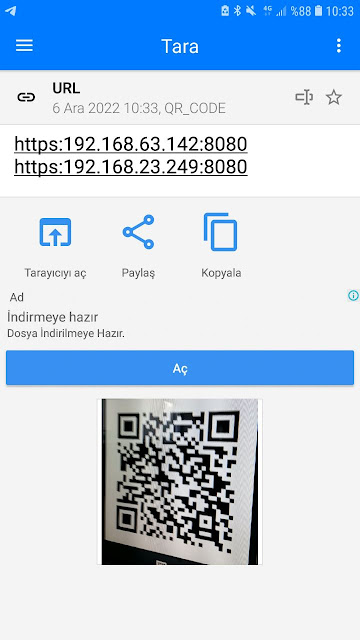 4G %88 10:33
Tara
URL
6 Ara 2022 10:33, QR_CODE
https:192.168.63.142:8080
https:192.168.23.249:8080
Tarayıcıyı aç
Paylaş
Kopyala
Ad
İndirmeye hazır
Dosya İndirilmeye Hazır.
Aç